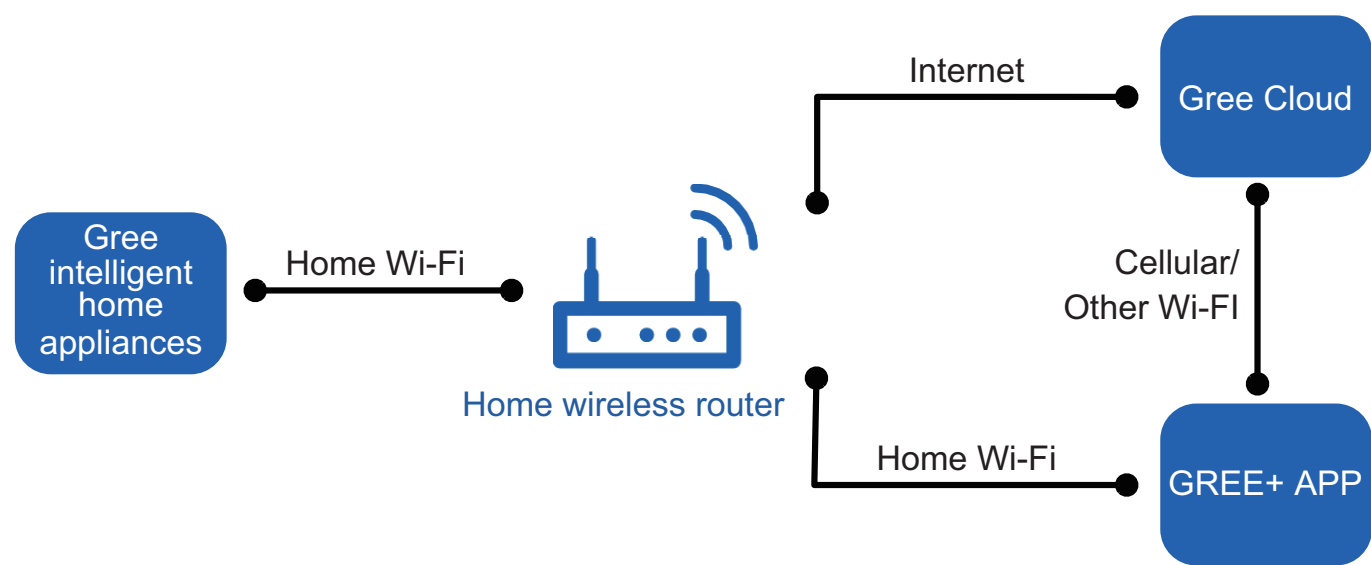 Internet
Gree Cloud
Gree
intelligent
home
appliances
Home Wi-Fi
Cellular/
Other Wi-FI
Home wireless router
Home Wi-Fi
GREE+ APP